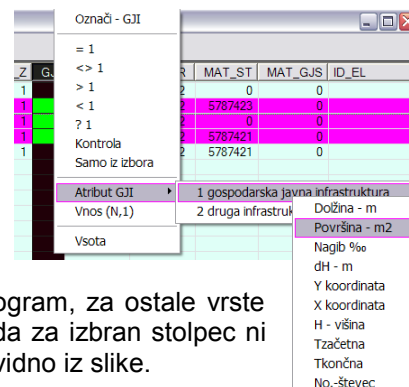 Označi - GJI
= 1
<> 1
> 1
< 1
? 1
Kontrola
Samo iz izbora
Atribut GJI
Vnos (N,1)
Vsota
_Z G. R MAT_ST MAT_GJS ID_EL
1 2 0 0
1 2 5787423 0
1 2 0 0
1 2 5787421 0
1 2 5787421 0
1 gospodarska javna infrastruktura
2 druga infrastruk
Dolžina - m
Površina - m2
Nagib ‰
dH - m
Y koordinata
X koordinata
H - višina
Tzačetna
Tkončna
No.-števec
ogram, za ostale vrste
da za izbran stolpec ni
vidno iz slike.